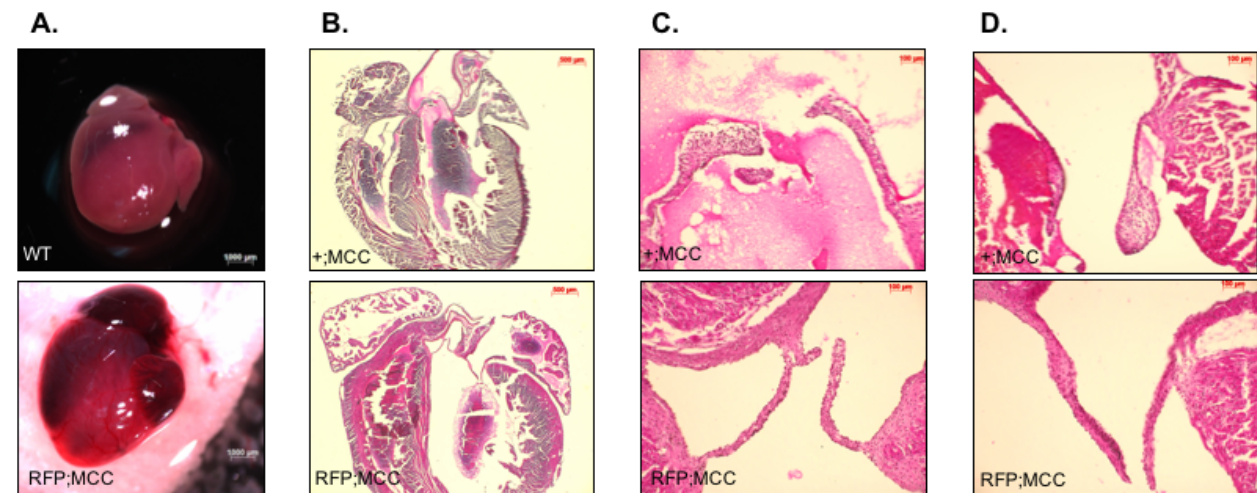 A.
B.
C.
D.
WT
1000 µm
500 µm
+;MCC
100 µm
+;MCC
100 µm
+;MCC
RFP;MCC
1000 µm
500 µm
RFP;MCC
100 µm
RFP;MCC
100 µm
RFP;MCC